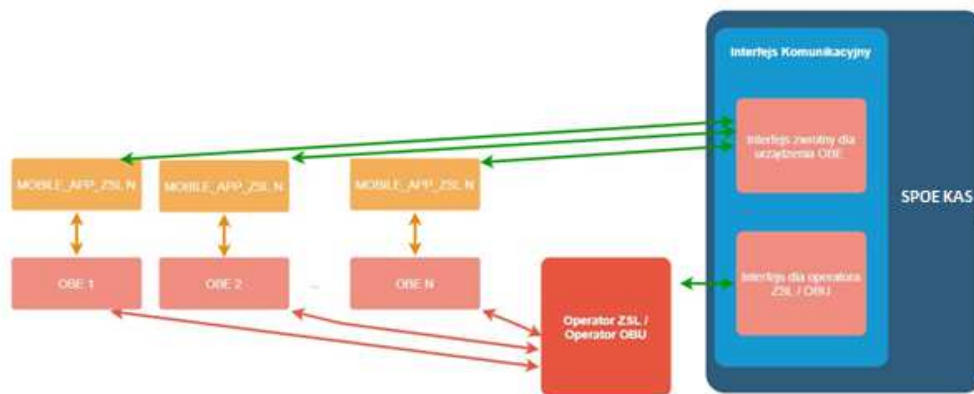 Interfejs Komunikacyjny
Interfejs zwrotny dla
urządzenia OBE
MOBILE_APP_ZSL N
MOBILE_APP_ZSL N
MOBILE_APP_ZSL N
SPOE KAS
OBE 1
OBE 2
...
OBE N
Interfejs dla operatora
ZSL / OBU
Operator ZSL /
Operator OBU